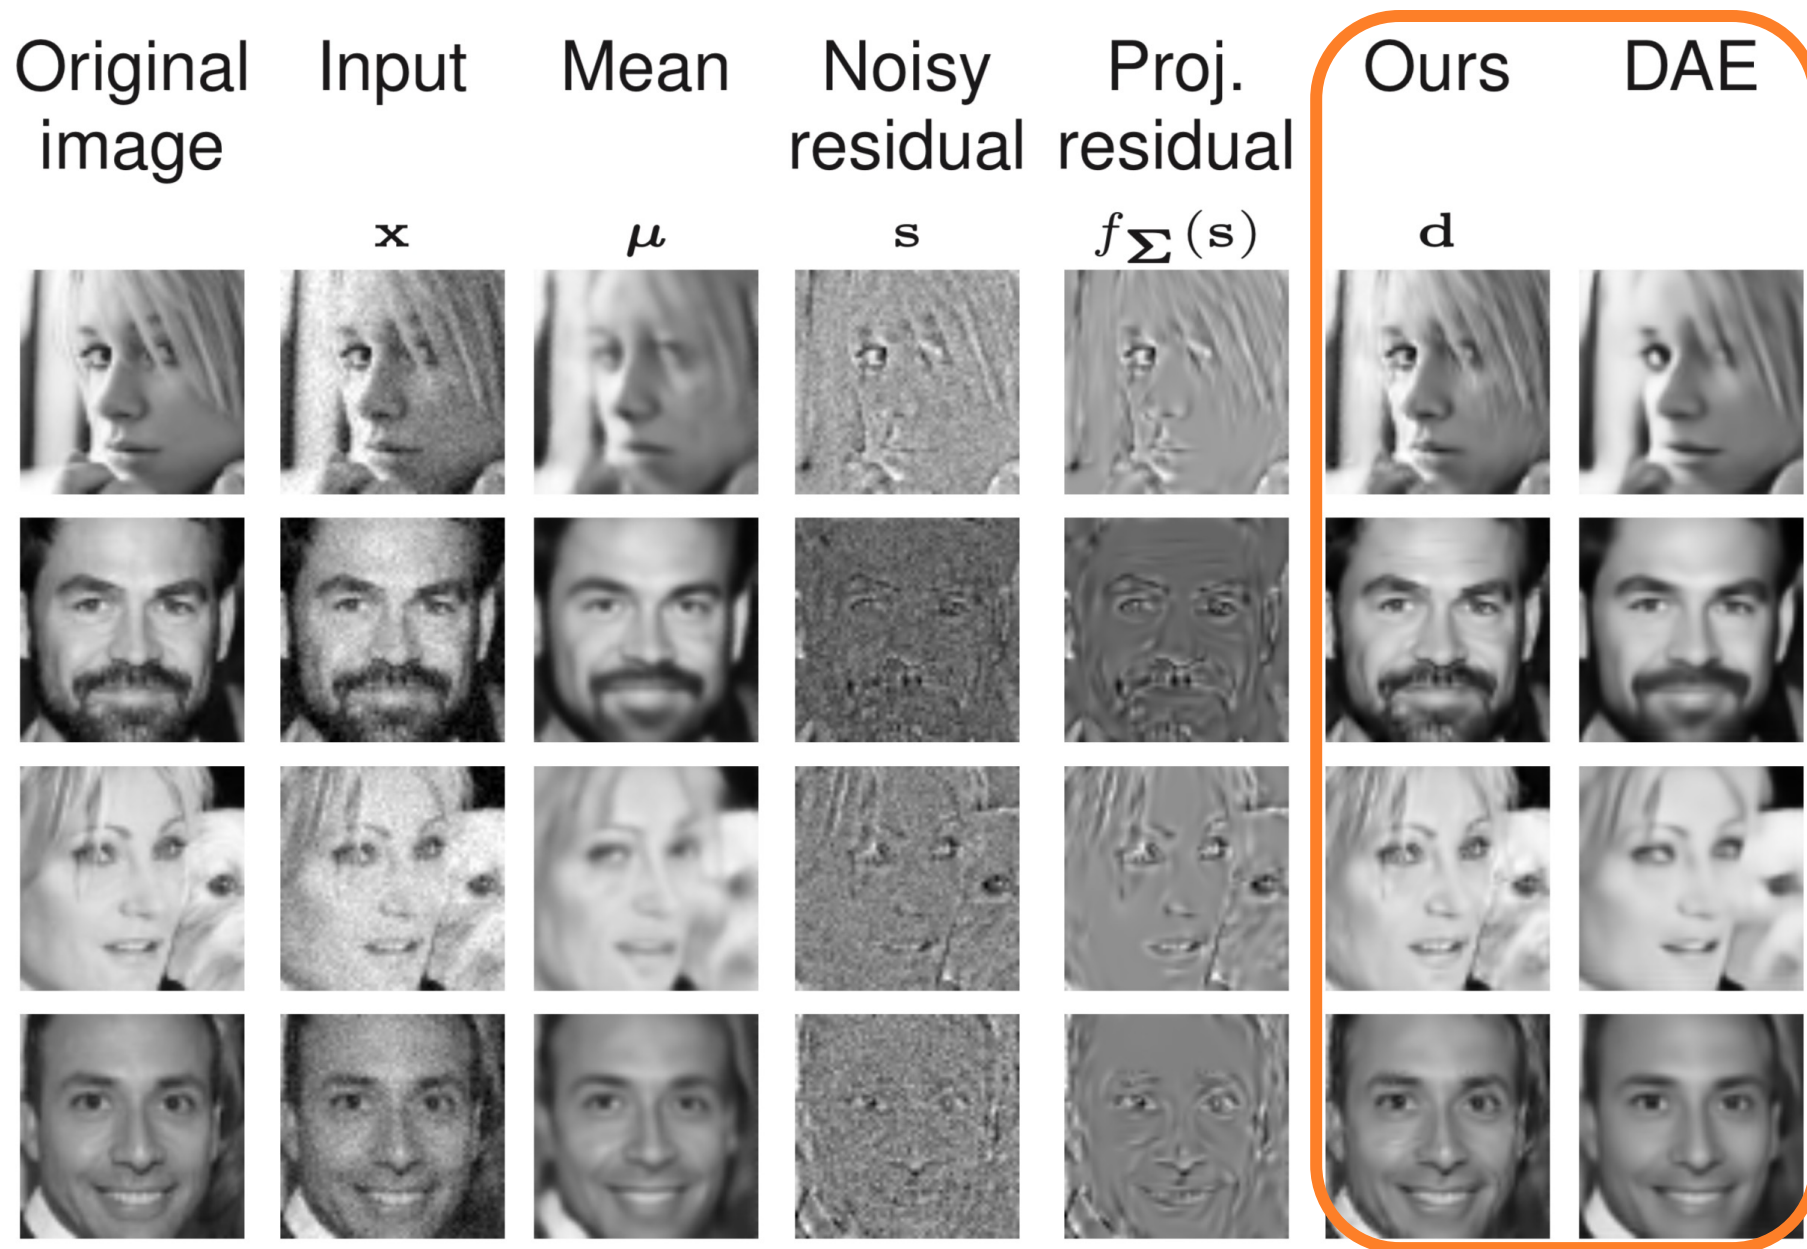 Original Input Mean Noisy Proj. Ours DAE
image residual residual
x μ s f_Σ(s) d